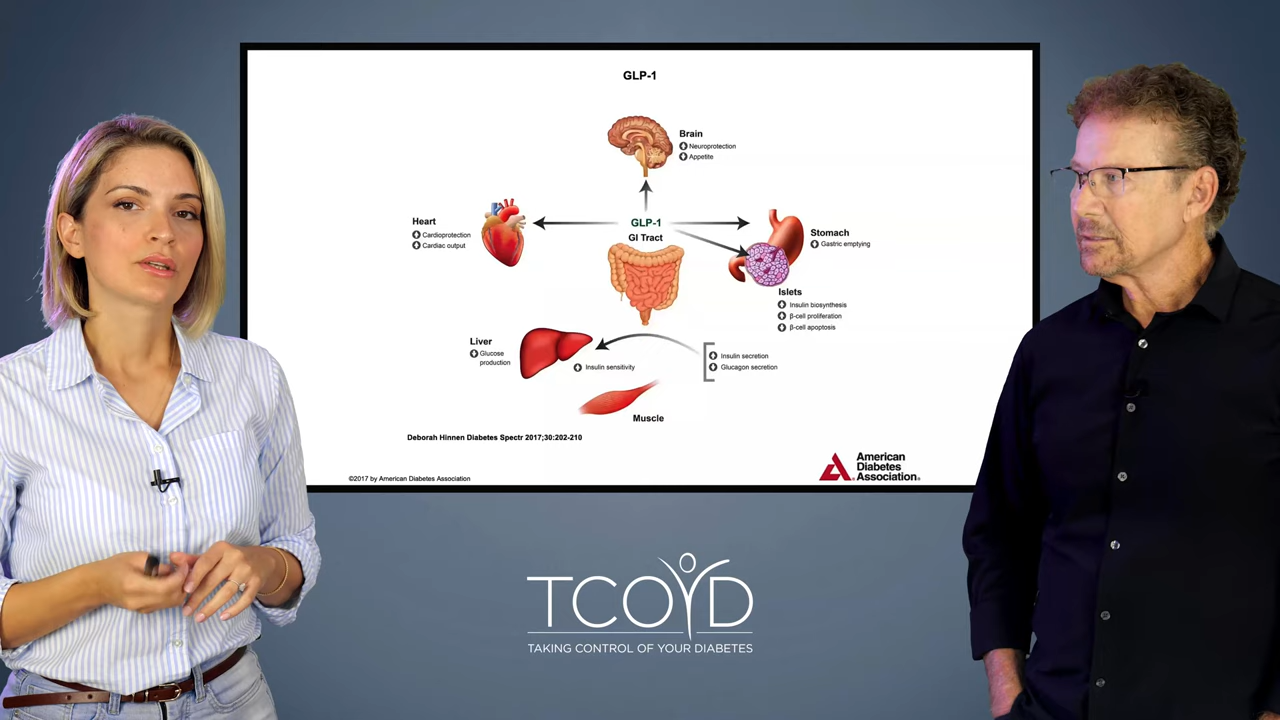 GLP-1
Brain
Neuroprotection
Appetite
Heart
Cardioprotection
Cardiac output
GLP-1
GI Tract
Stomach
Gastric emptying
Islets
Insulin biosynthesis
β-cell proliferation
β-cell apoptosis
Liver
Glucose
production
Insulin sensitivity
Insulin secretion
Glucagon secretion
Muscle
Deborah Hinnen Diabetes Spectr 2017;30:202-210
©2017 by American Diabetes Association
American
Diabetes
Association®
TCOYD
TAKING CONTROL OF YOUR DIABETES